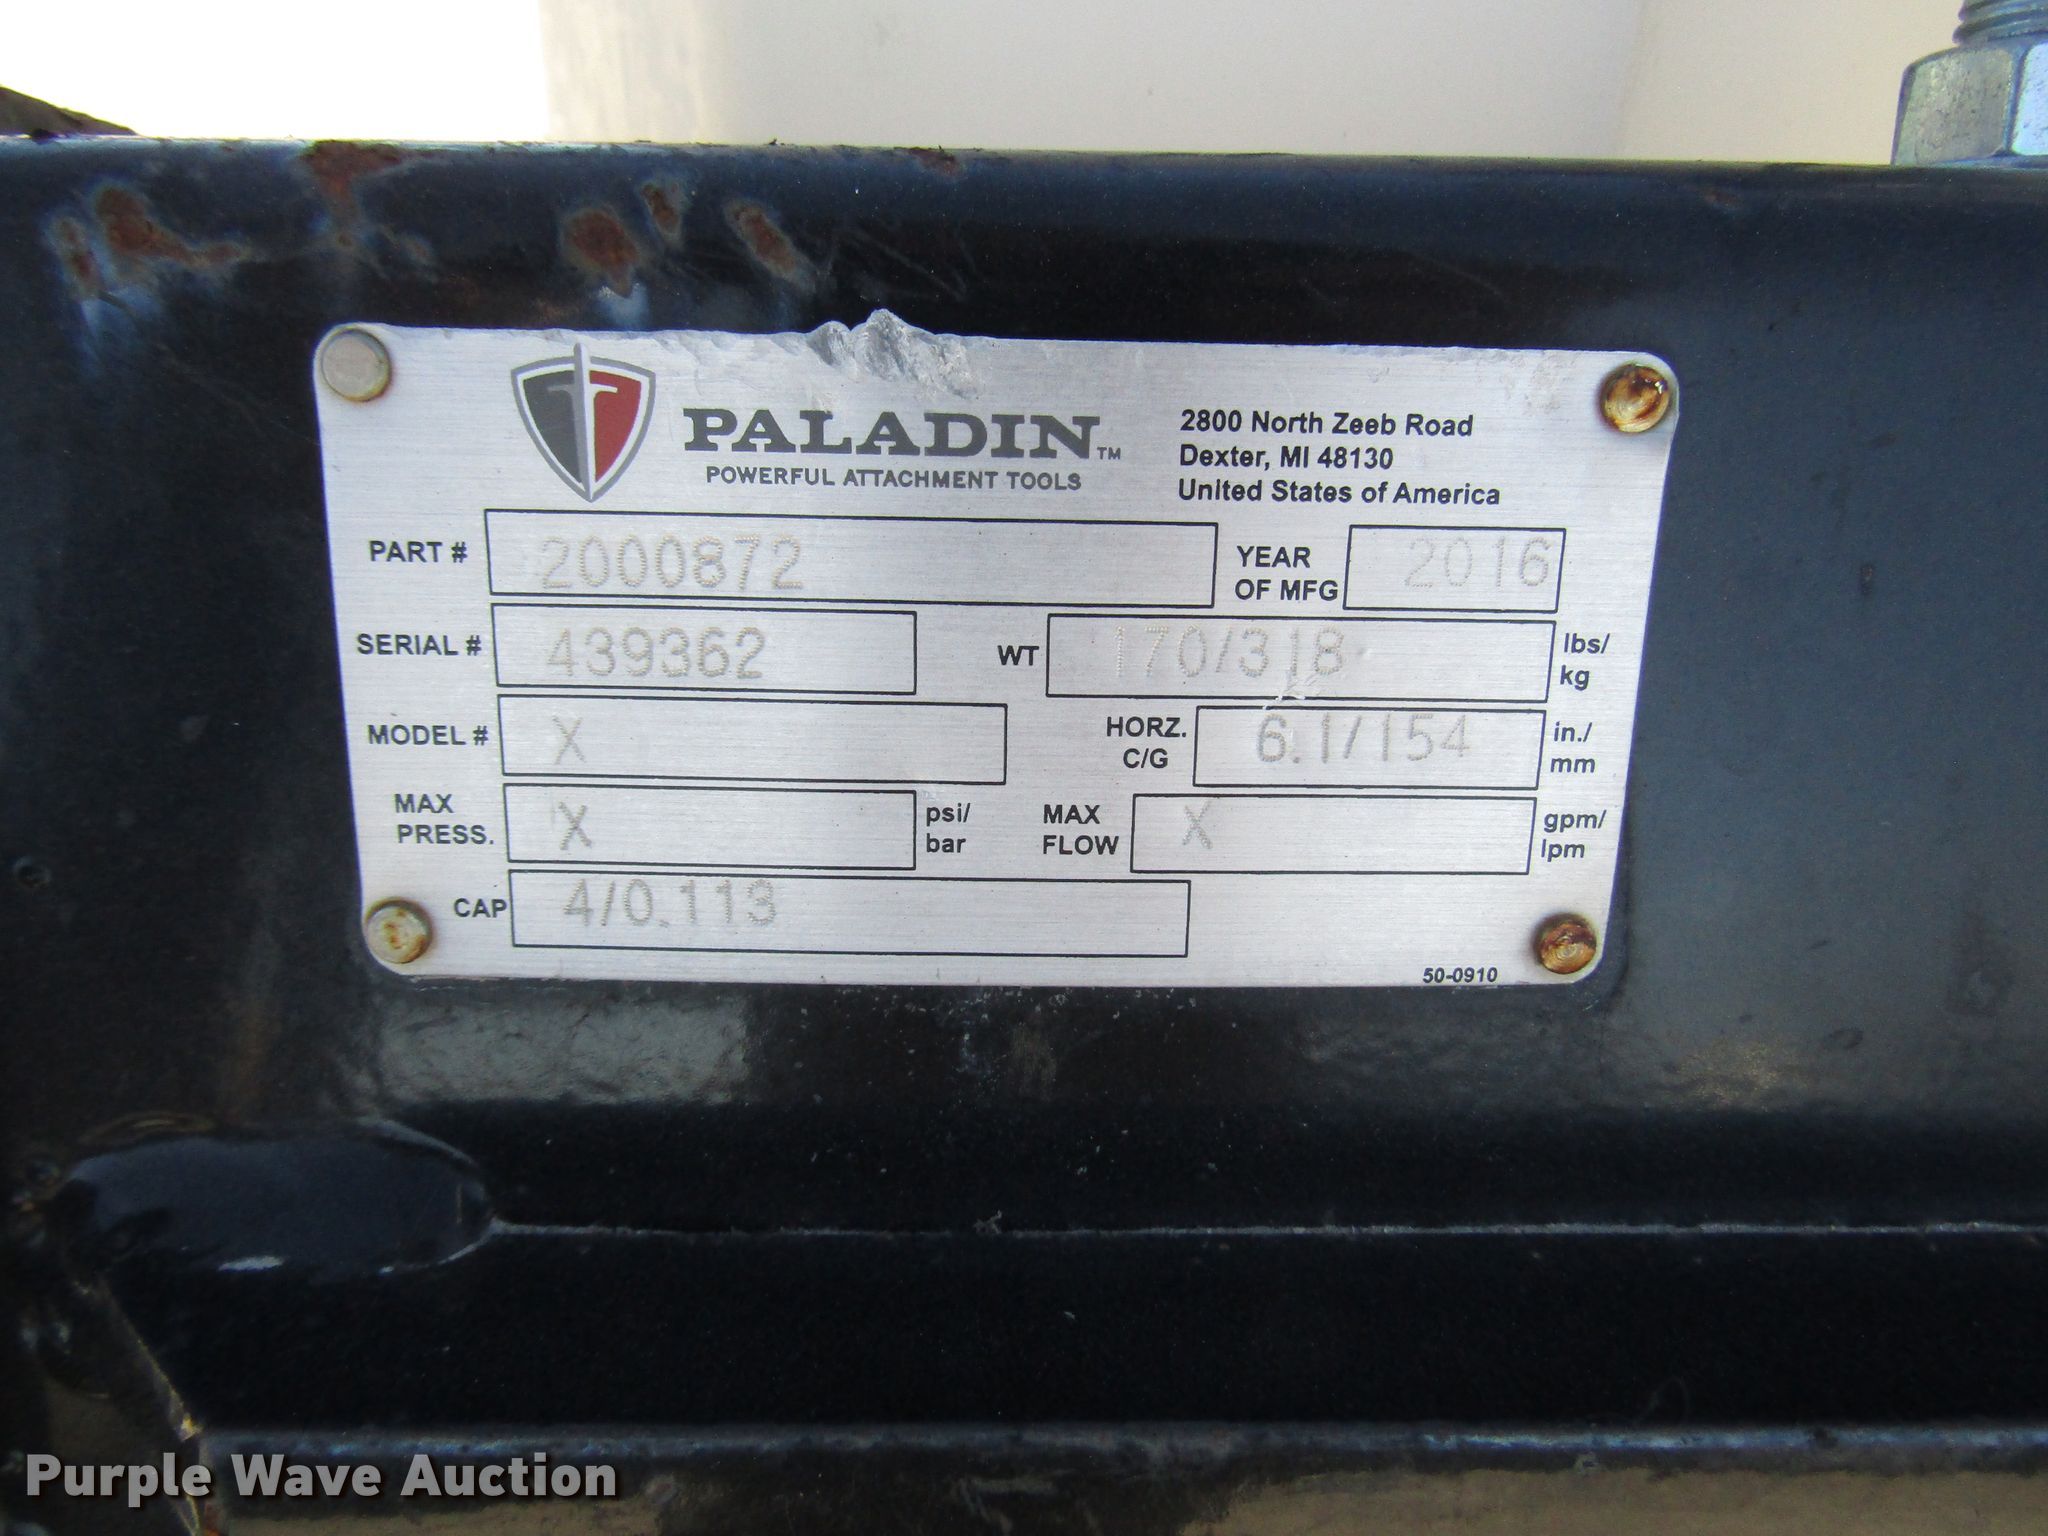 PALADIN™
POWERFUL ATTACHMENT TOOLS
2800 North Zeeb Road
Dexter, MI 48130
United States of America
PART # 2000872
YEAR OF MFG 2016
SERIAL # 439362
WT 170/318 lbs/kg
MODEL # X
HORZ. C/G 6.1/154 in./mm
MAX PRESS. X psi/bar
MAX FLOW X gpm/lpm
CAP 4/0.113
50-0910
Purple Wave Auction